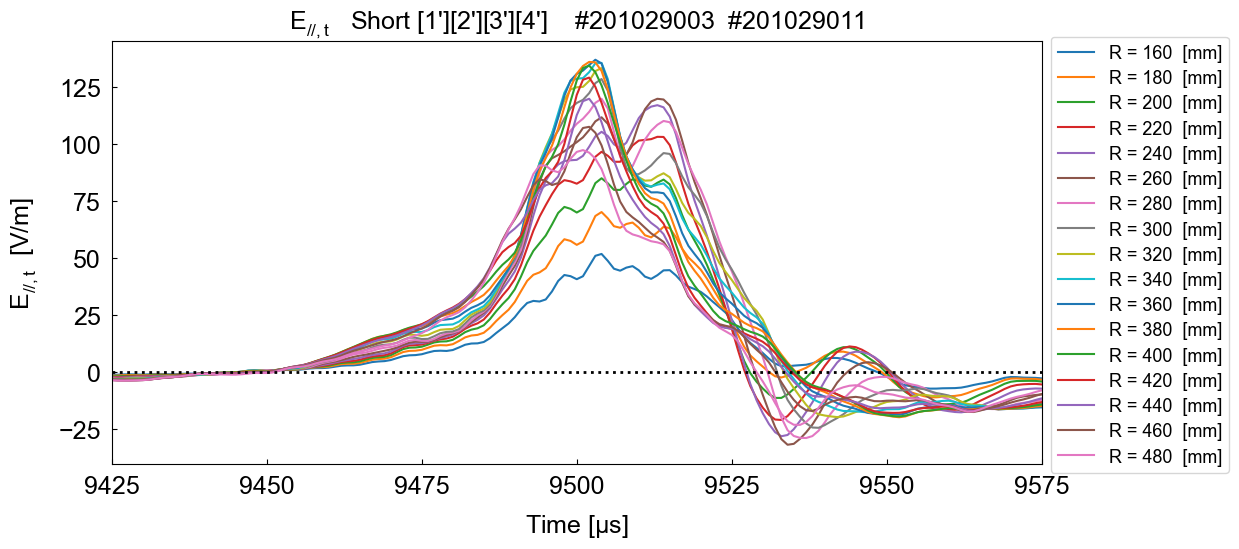 E//, t Short [1'][2'][3'][4'] #201029003 #201029011
E//, t [V/m]
125
100
75
50
25
0
−25
9425 9450 9475 9500 9525 9550 9575
Time [µs]
R = 160 [mm]
R = 180 [mm]
R = 200 [mm]
R = 220 [mm]
R = 240 [mm]
R = 260 [mm]
R = 280 [mm]
R = 300 [mm]
R = 320 [mm]
R = 340 [mm]
R = 360 [mm]
R = 380 [mm]
R = 400 [mm]
R = 420 [mm]
R = 440 [mm]
R = 460 [mm]
R = 480 [mm]